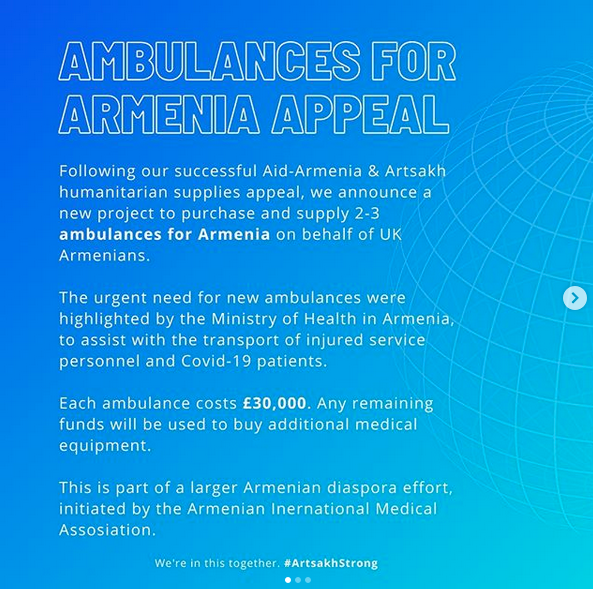 AMBULANCES FOR
ARMENIA APPEAL
Following our successful Aid-Armenia & Artsakh
humanitarian supplies appeal, we announce a
new project to purchase and supply 2-3
ambulances for Armenia on behalf of UK
Armenians.
The urgent need for new ambulances were
highlighted by the Ministry of Health in Armenia,
to assist with the transport of injured service
personnel and Covid-19 patients.
Each ambulance costs £30,000. Any remaining
funds will be used to buy additional medical
equipment.
This is part of a larger Armenian diaspora effort,
initiated by the Armenian Inernational Medical
Assosiation.
We're in this together. #ArtsakhStrong